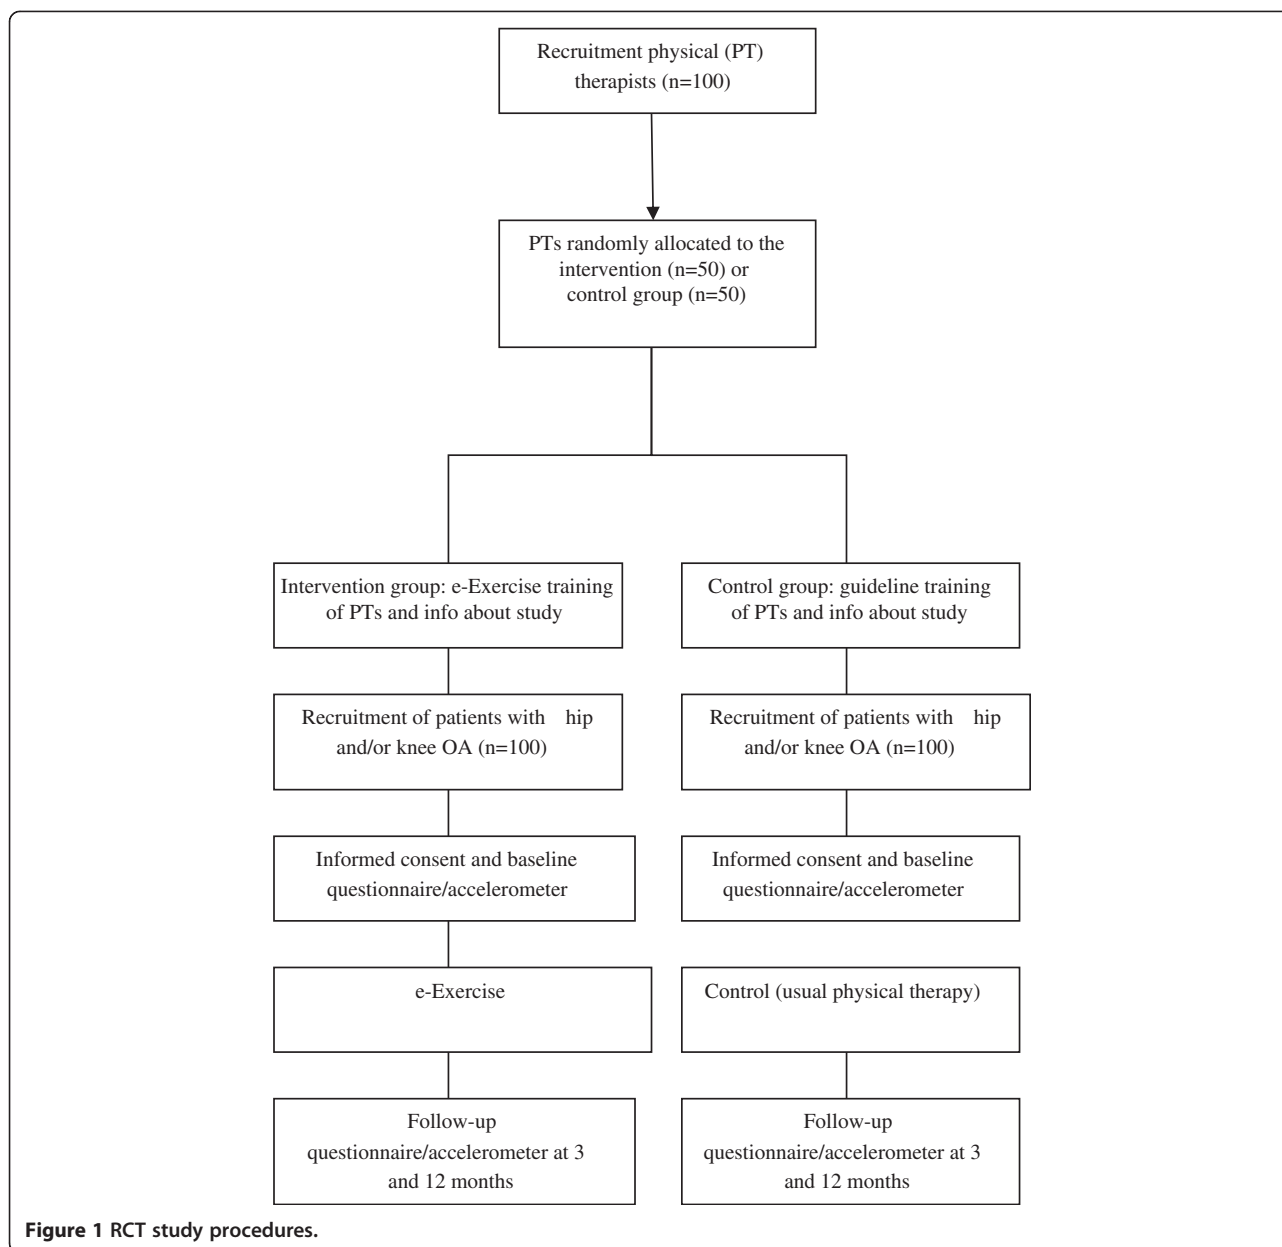 Recruitment physical (PT)
therapists (n=100)
PTs randomly allocated to the
intervention (n=50) or
control group (n=50)
Intervention group: e-Exercise training
of PTs and info about study
Control group: guideline training
of PTs and info about study
Recruitment of patients with hip
and/or knee OA (n=100)
Recruitment of patients with hip
and/or knee OA (n=100)
Informed consent and baseline
questionnaire/accelerometer
Informed consent and baseline
questionnaire/accelerometer
e-Exercise
Control (usual physical therapy)
Follow-up
questionnaire/accelerometer at 3
and 12 months
Follow-up
questionnaire/accelerometer at 3
and 12 months
Figure 1 RCT study procedures.